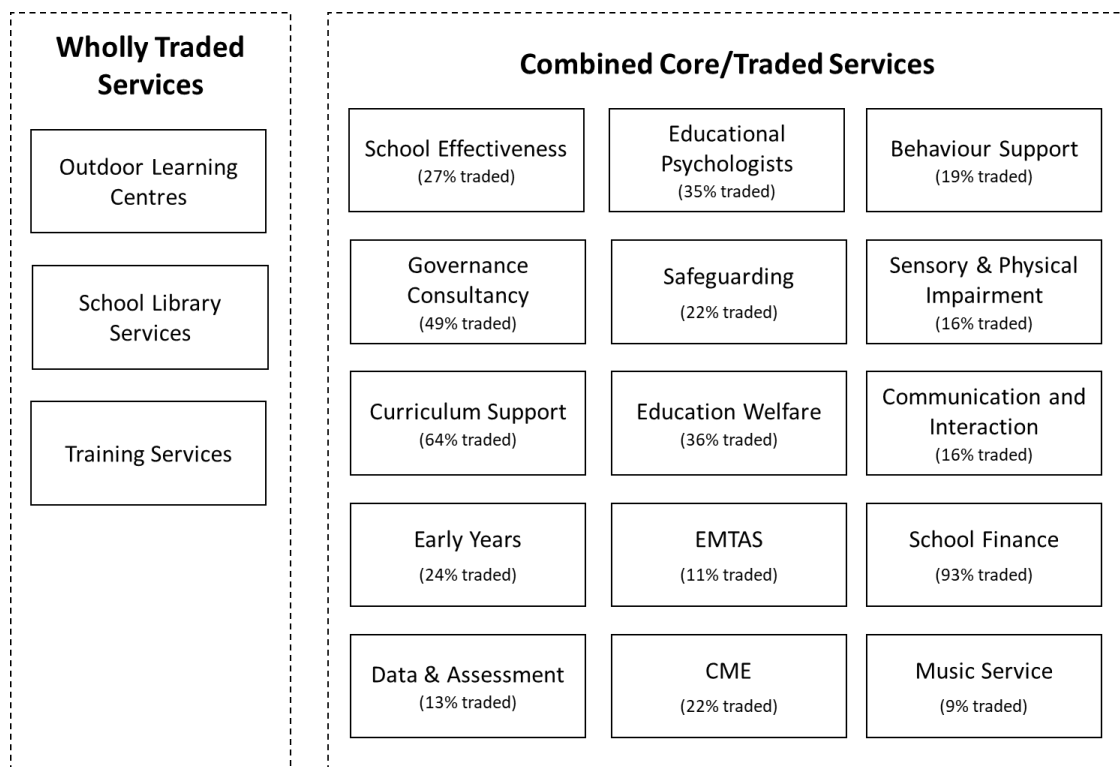 Wholly Traded
Services
Outdoor Learning
Centres
School Library
Services
Training Services
Combined Core/Traded Services
School Effectiveness
(27% traded)
Educational
Psychologists
(35% traded)
Behaviour Support
(19% traded)
Governance
Consultancy
(49% traded)
Safeguarding
(22% traded)
Sensory & Physical
Impairment
(16% traded)
Curriculum Support
(64% traded)
Education Welfare
(36% traded)
Communication and
Interaction
(16% traded)
Early Years
(24% traded)
EMTAS
(11% traded)
School Finance
(93% traded)
Data & Assessment
(13% traded)
CME
(22% traded)
Music Service
(9% traded)